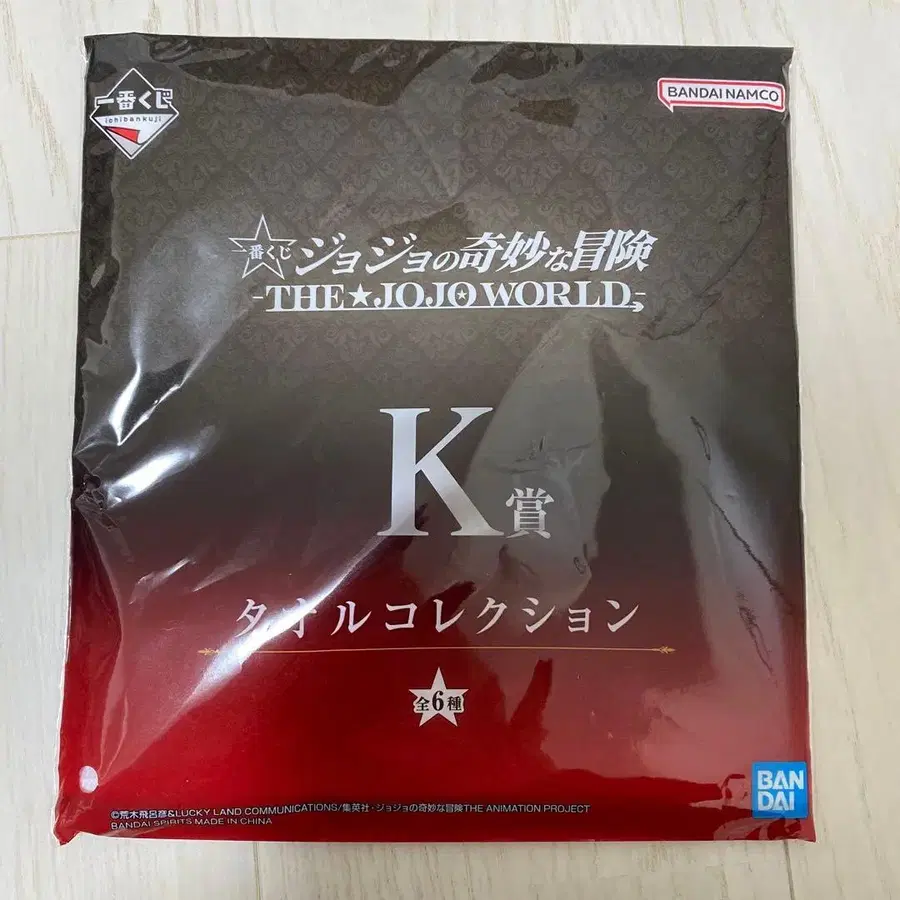 一番くじ
ichibankuji
BANDAI NAMCO
一番くじ ジョジョの奇妙な冒険
-THE★JOJO WORLD-
K賞
タオルコレクション
全6種
BAN
DAI
©荒木飛呂彦&LUCKY LAND COMMUNICATIONS/集英社・ジョジョの奇妙な冒険THE ANIMATION PROJECT
BANDAI SPIRITS MADE IN CHINA